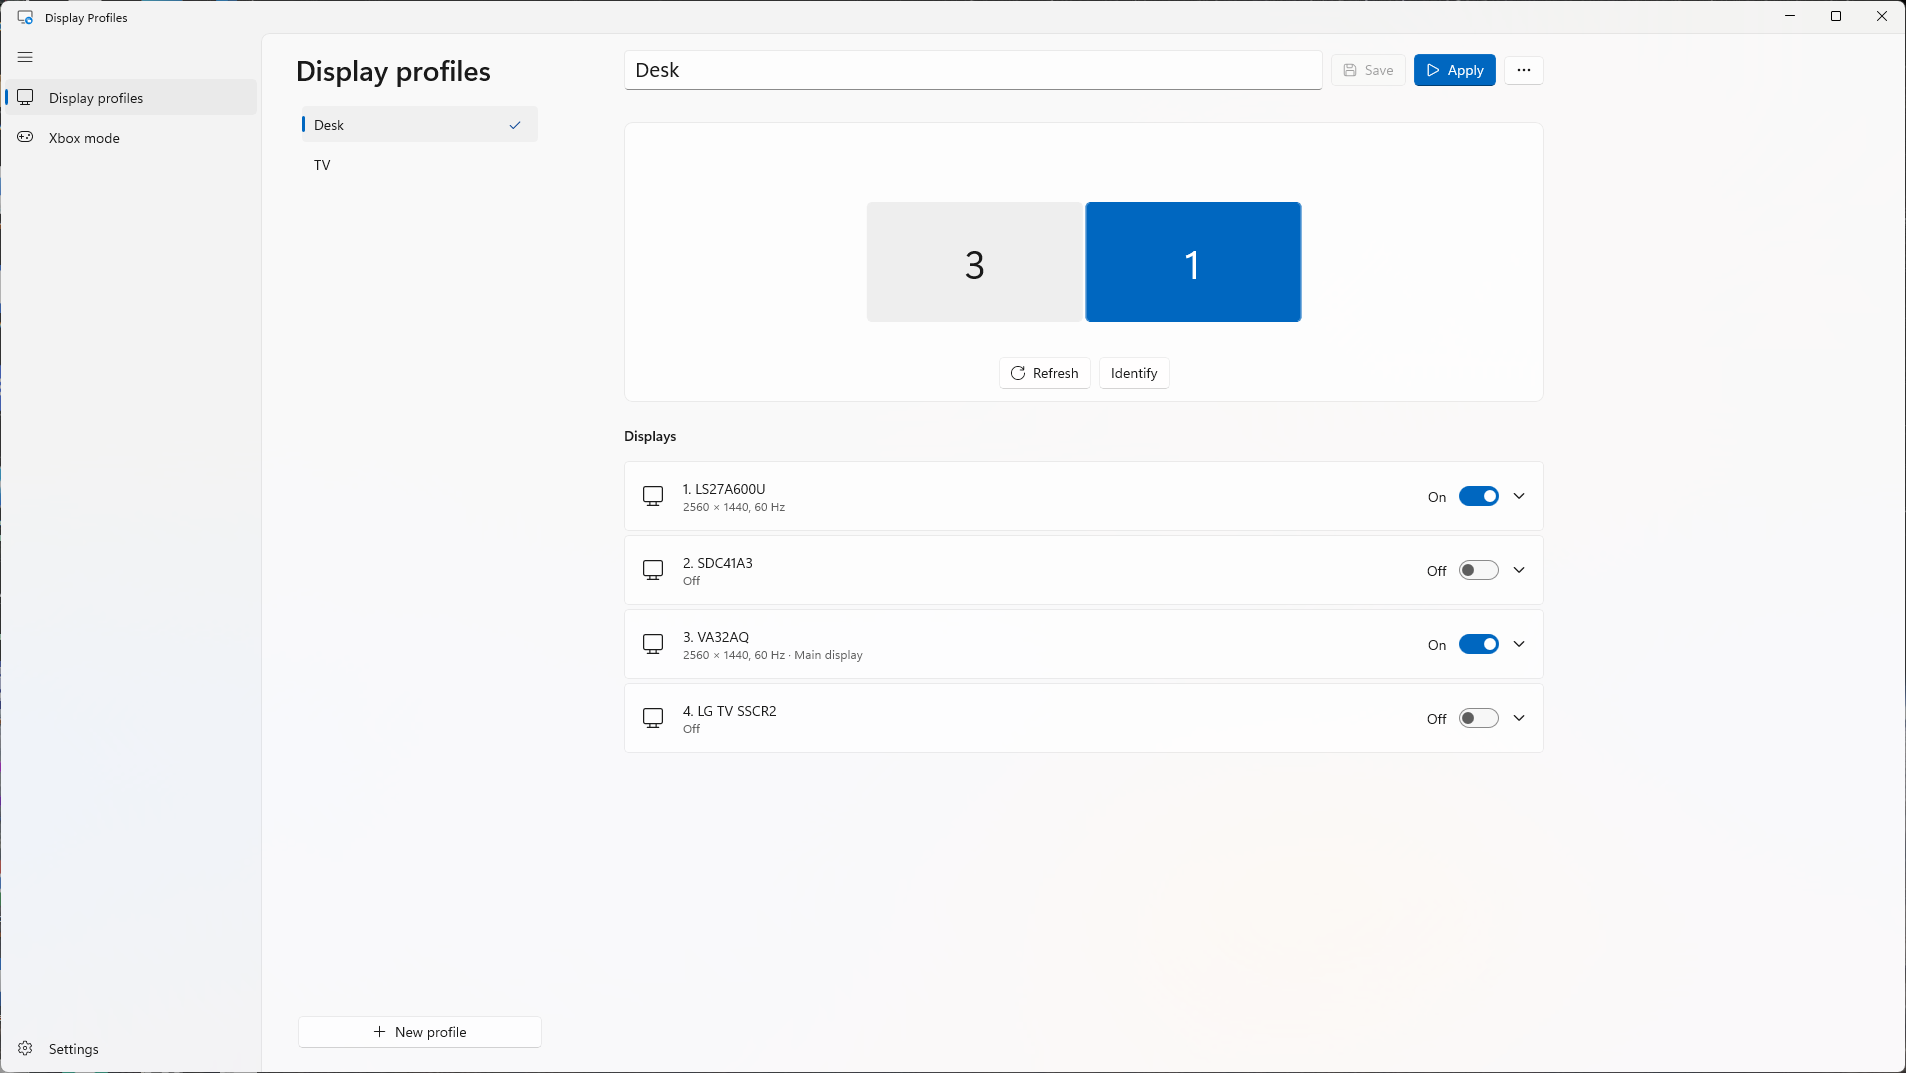 Display Profiles
Display profiles
Xbox mode
Settings
Display profiles
Desk
TV
New profile
Desk
Save
Apply
3
1
Refresh
Identify
Displays
1. LS27A600U
2560 × 1440, 60 Hz
On
2. SDC41A3
Off
Off
3. VA32AQ
2560 × 1440, 60 Hz · Main display
On
4. LG TV SSCR2
Off
Off